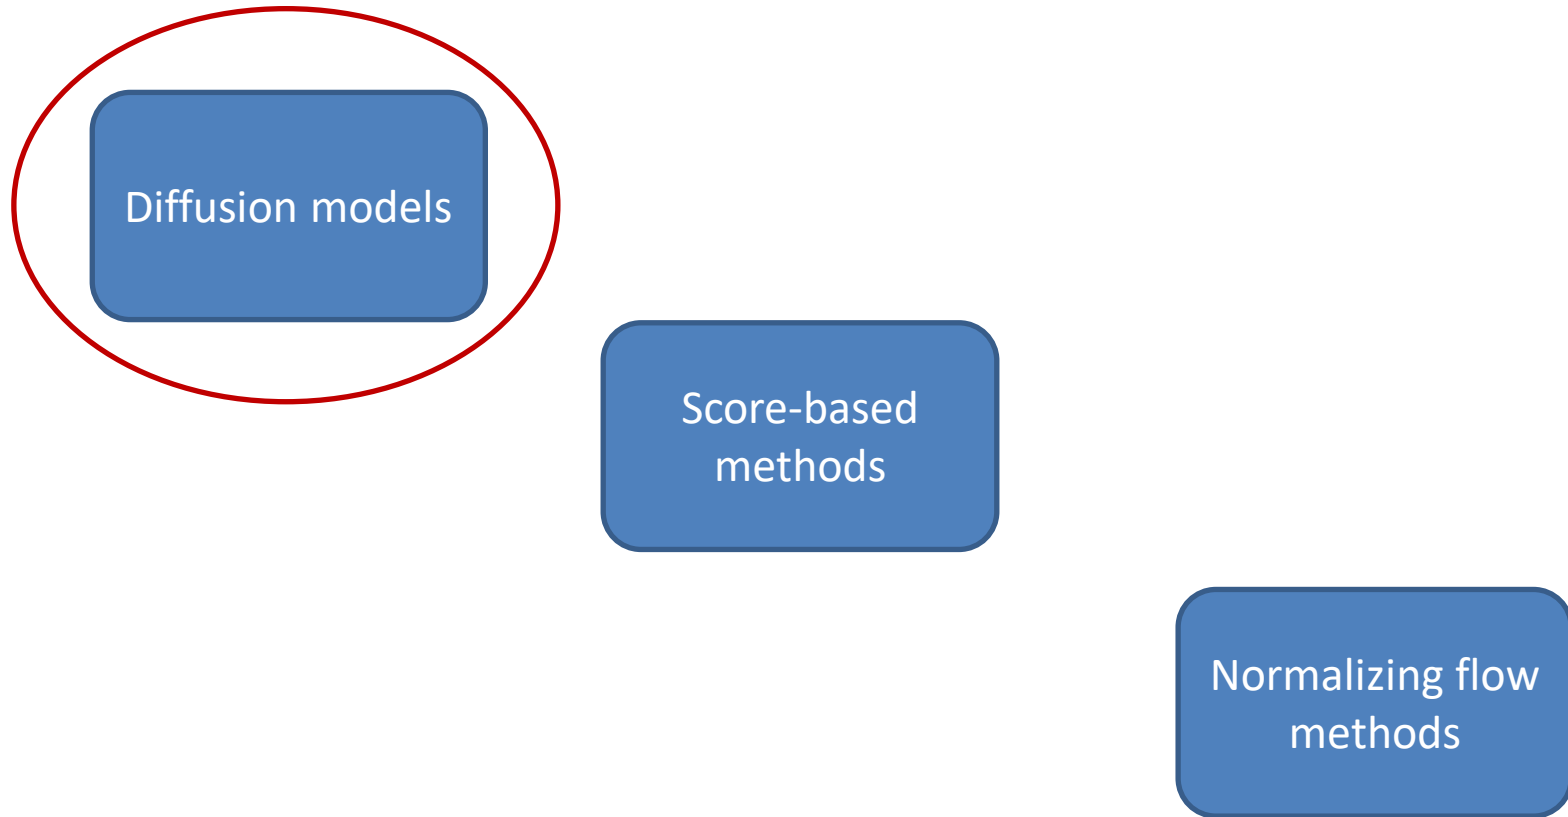 Diffusion models
Score-based
methods
Normalizing flow
methods